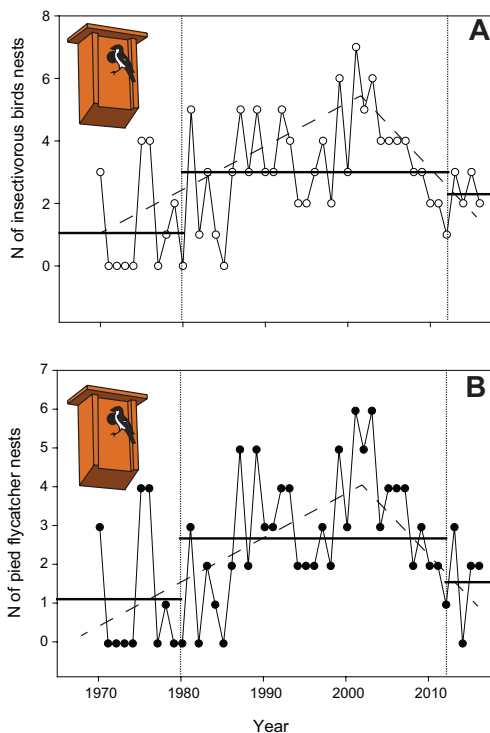 A
N of insectivorous birds nests
8
6
4
2
0
B
N of pied flycatcher nests
7
6
5
4
3
2
1
0
1970 1980 1990 2000 2010
Year